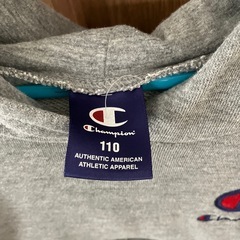 Champion
110
AUTHENTIC AMERICAN
ATHLETIC APPAREL